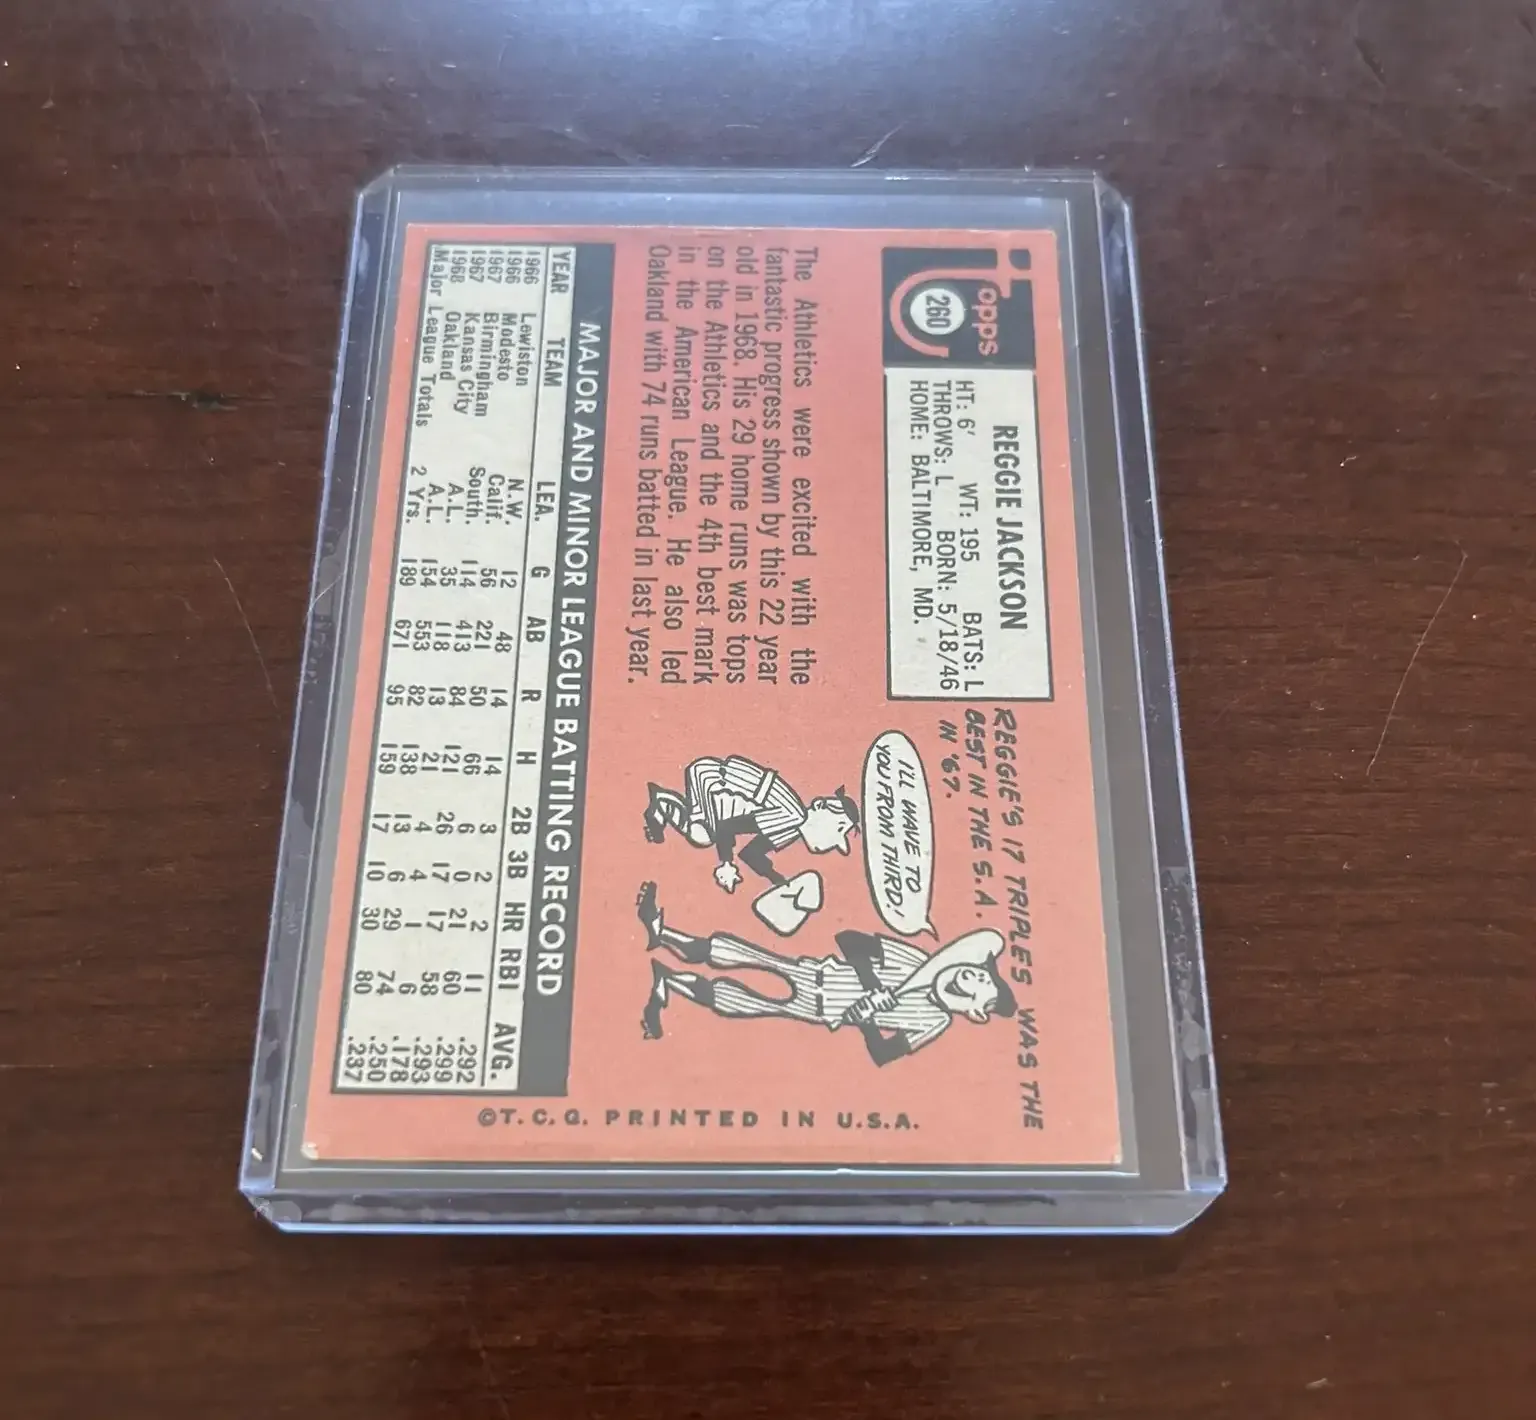 Topps
260
REGGIE JACKSON
HT: 6' WT: 195 BATS: L
THROWS: L BORN: 5/18/46
HOME: BALTIMORE, MD.
REGGIE'S 17 TRIPLES WAS THE
BEST IN THE S.A.
IN '67.
I'LL WAVE TO
YOU FROM THIRD!
The Athletics were excited with the
fantastic progress shown by this 22 year
old in 1968. His 29 home runs was tops
on the Athletics and the 4th best mark
in the American League. He also led
Oakland with 74 runs batted in last year.
MAJOR AND MINOR LEAGUE BATTING RECORD
YEAR TEAM LEA. G AB R H 2B 3B HR RBI AVG.
1966 Lewiston N.W. 12 48 14 14 3 2 2 11 .292
1966 Modesto Calif. 56 221 50 66 6 0 21 60 .299
1967 Birmingham South. 114 413 84 121 26 17 17 58 .293
1967 Kansas City A.L. 35 118 13 21 4 4 1 6 .178
1968 Oakland A.L. 154 553 82 138 13 6 29 74 .250
Major League Totals 2 Yrs. 189 671 95 159 17 10 30 80 .237
©T.C.G. PRINTED IN U.S.A.